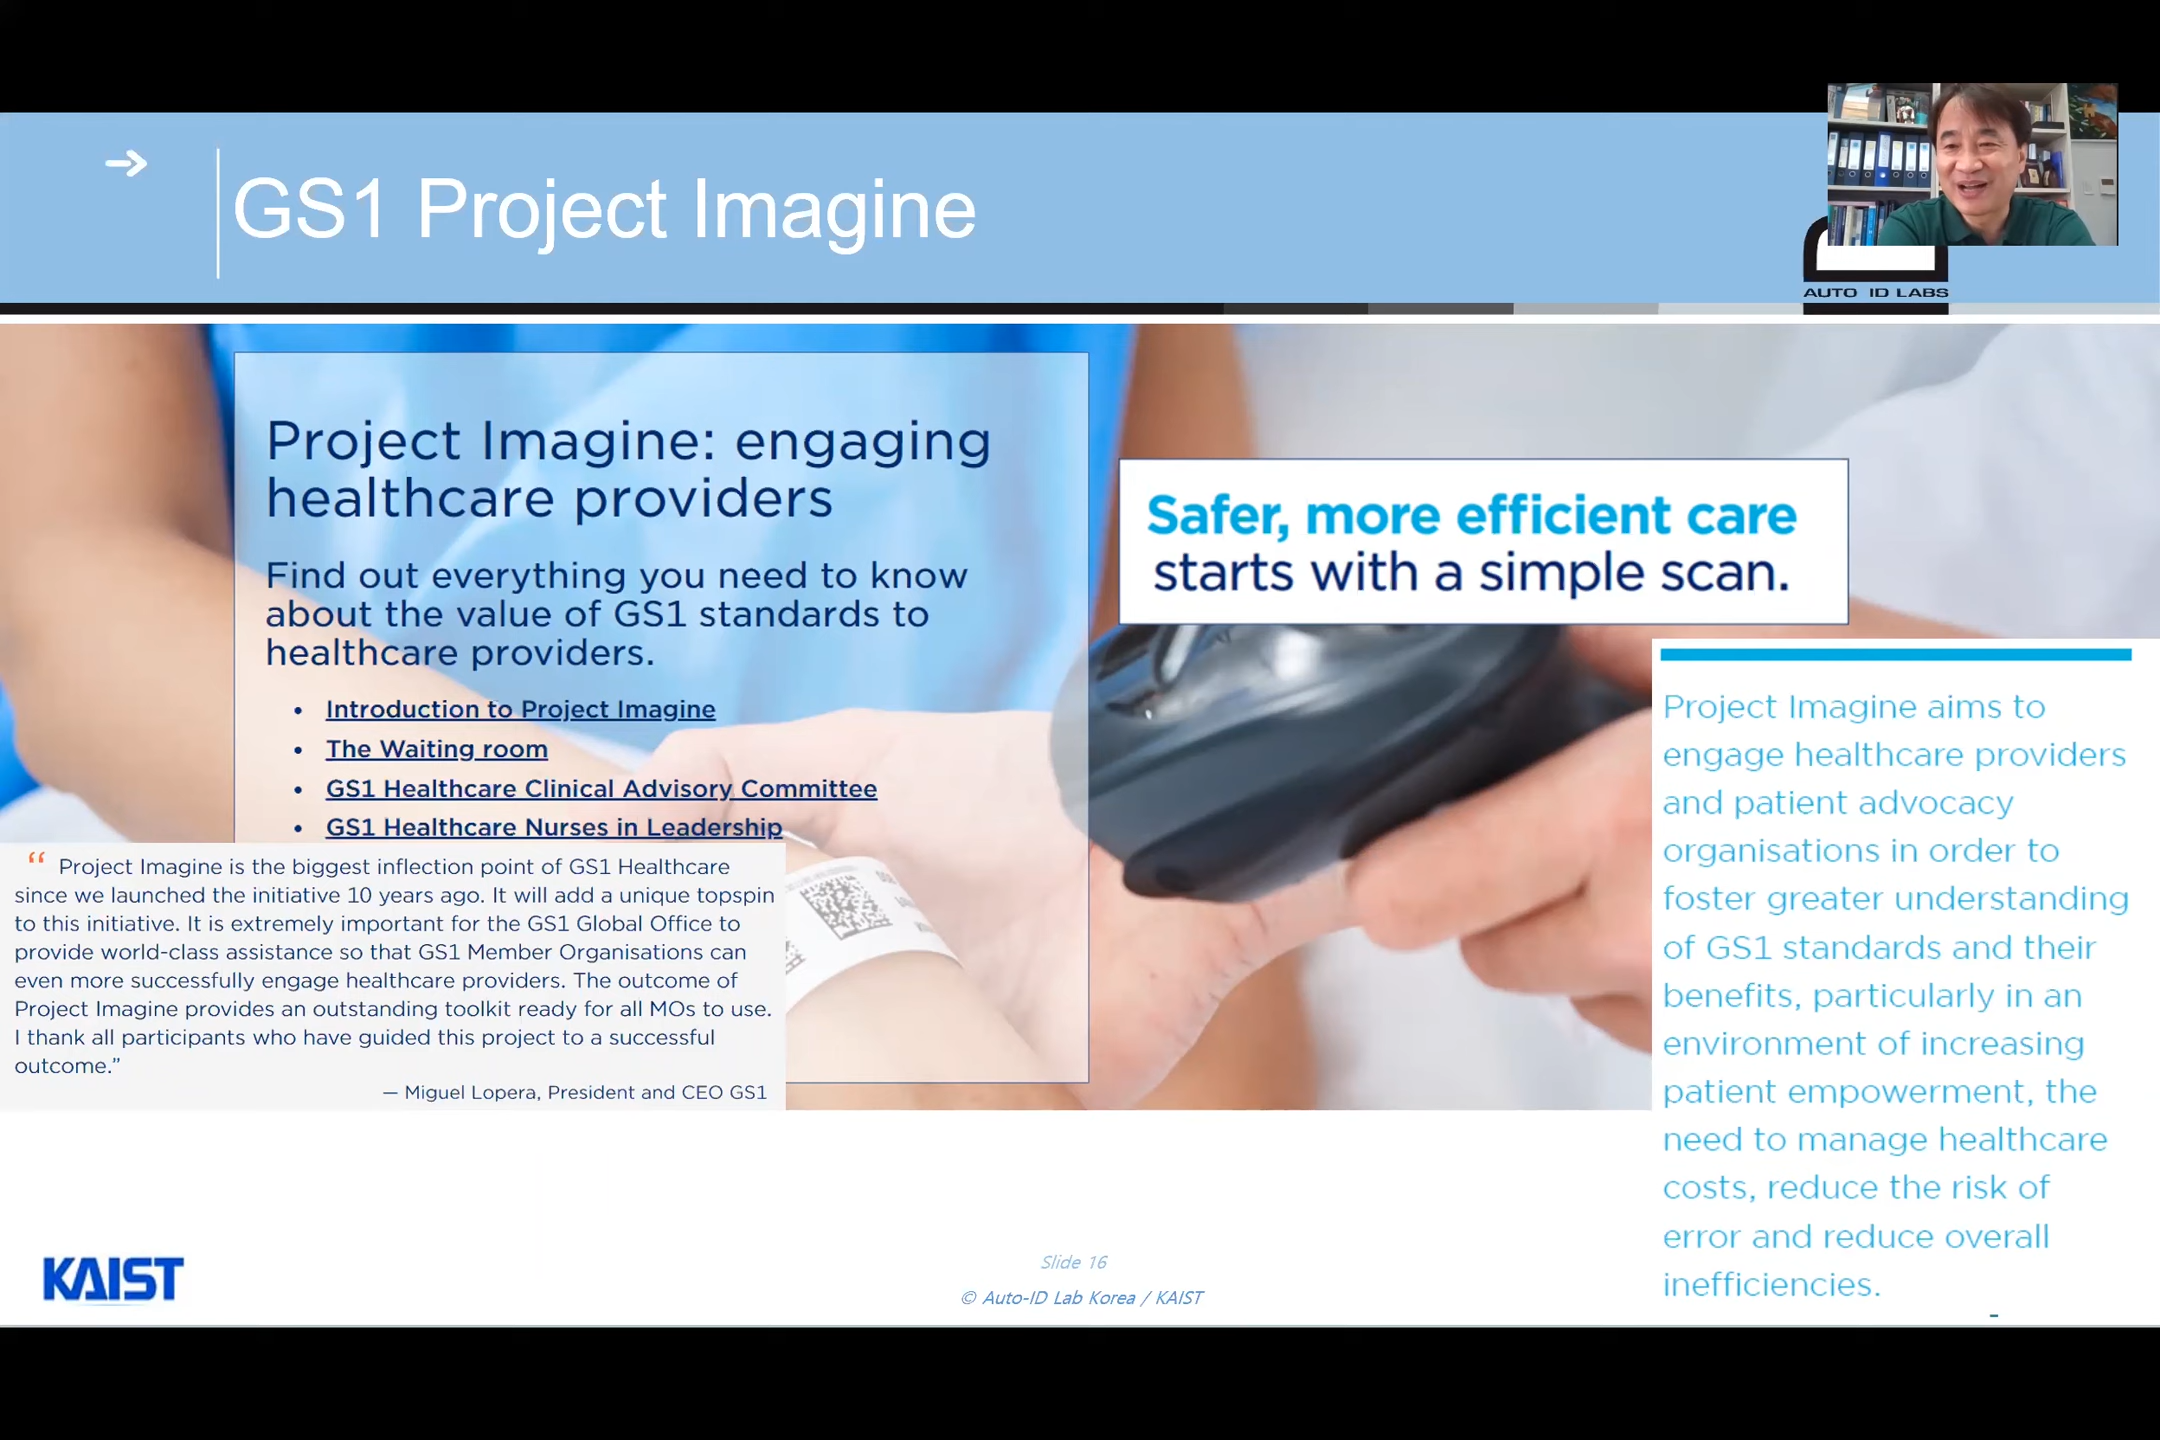 GS1 Project Imagine
AUTO ID LABS
Project Imagine: engaging
healthcare providers
Find out everything you need to know
about the value of GS1 standards to
healthcare providers.
• Introduction to Project Imagine
• The Waiting room
• GS1 Healthcare Clinical Advisory Committee
• GS1 Healthcare Nurses in Leadership
Safer, more efficient care
starts with a simple scan.
“ Project Imagine is the biggest inflection point of GS1 Healthcare
since we launched the initiative 10 years ago. It will add a unique topspin
to this initiative. It is extremely important for the GS1 Global Office to
provide world-class assistance so that GS1 Member Organisations can
even more successfully engage healthcare providers. The outcome of
Project Imagine provides an outstanding toolkit ready for all MOs to use.
I thank all participants who have guided this project to a successful
outcome.”
— Miguel Lopera, President and CEO GS1
Project Imagine aims to
engage healthcare providers
and patient advocacy
organisations in order to
foster greater understanding
of GS1 standards and their
benefits, particularly in an
environment of increasing
patient empowerment, the
need to manage healthcare
costs, reduce the risk of
error and reduce overall
inefficiencies.
KAIST
Slide 16
© Auto-ID Lab Korea / KAIST